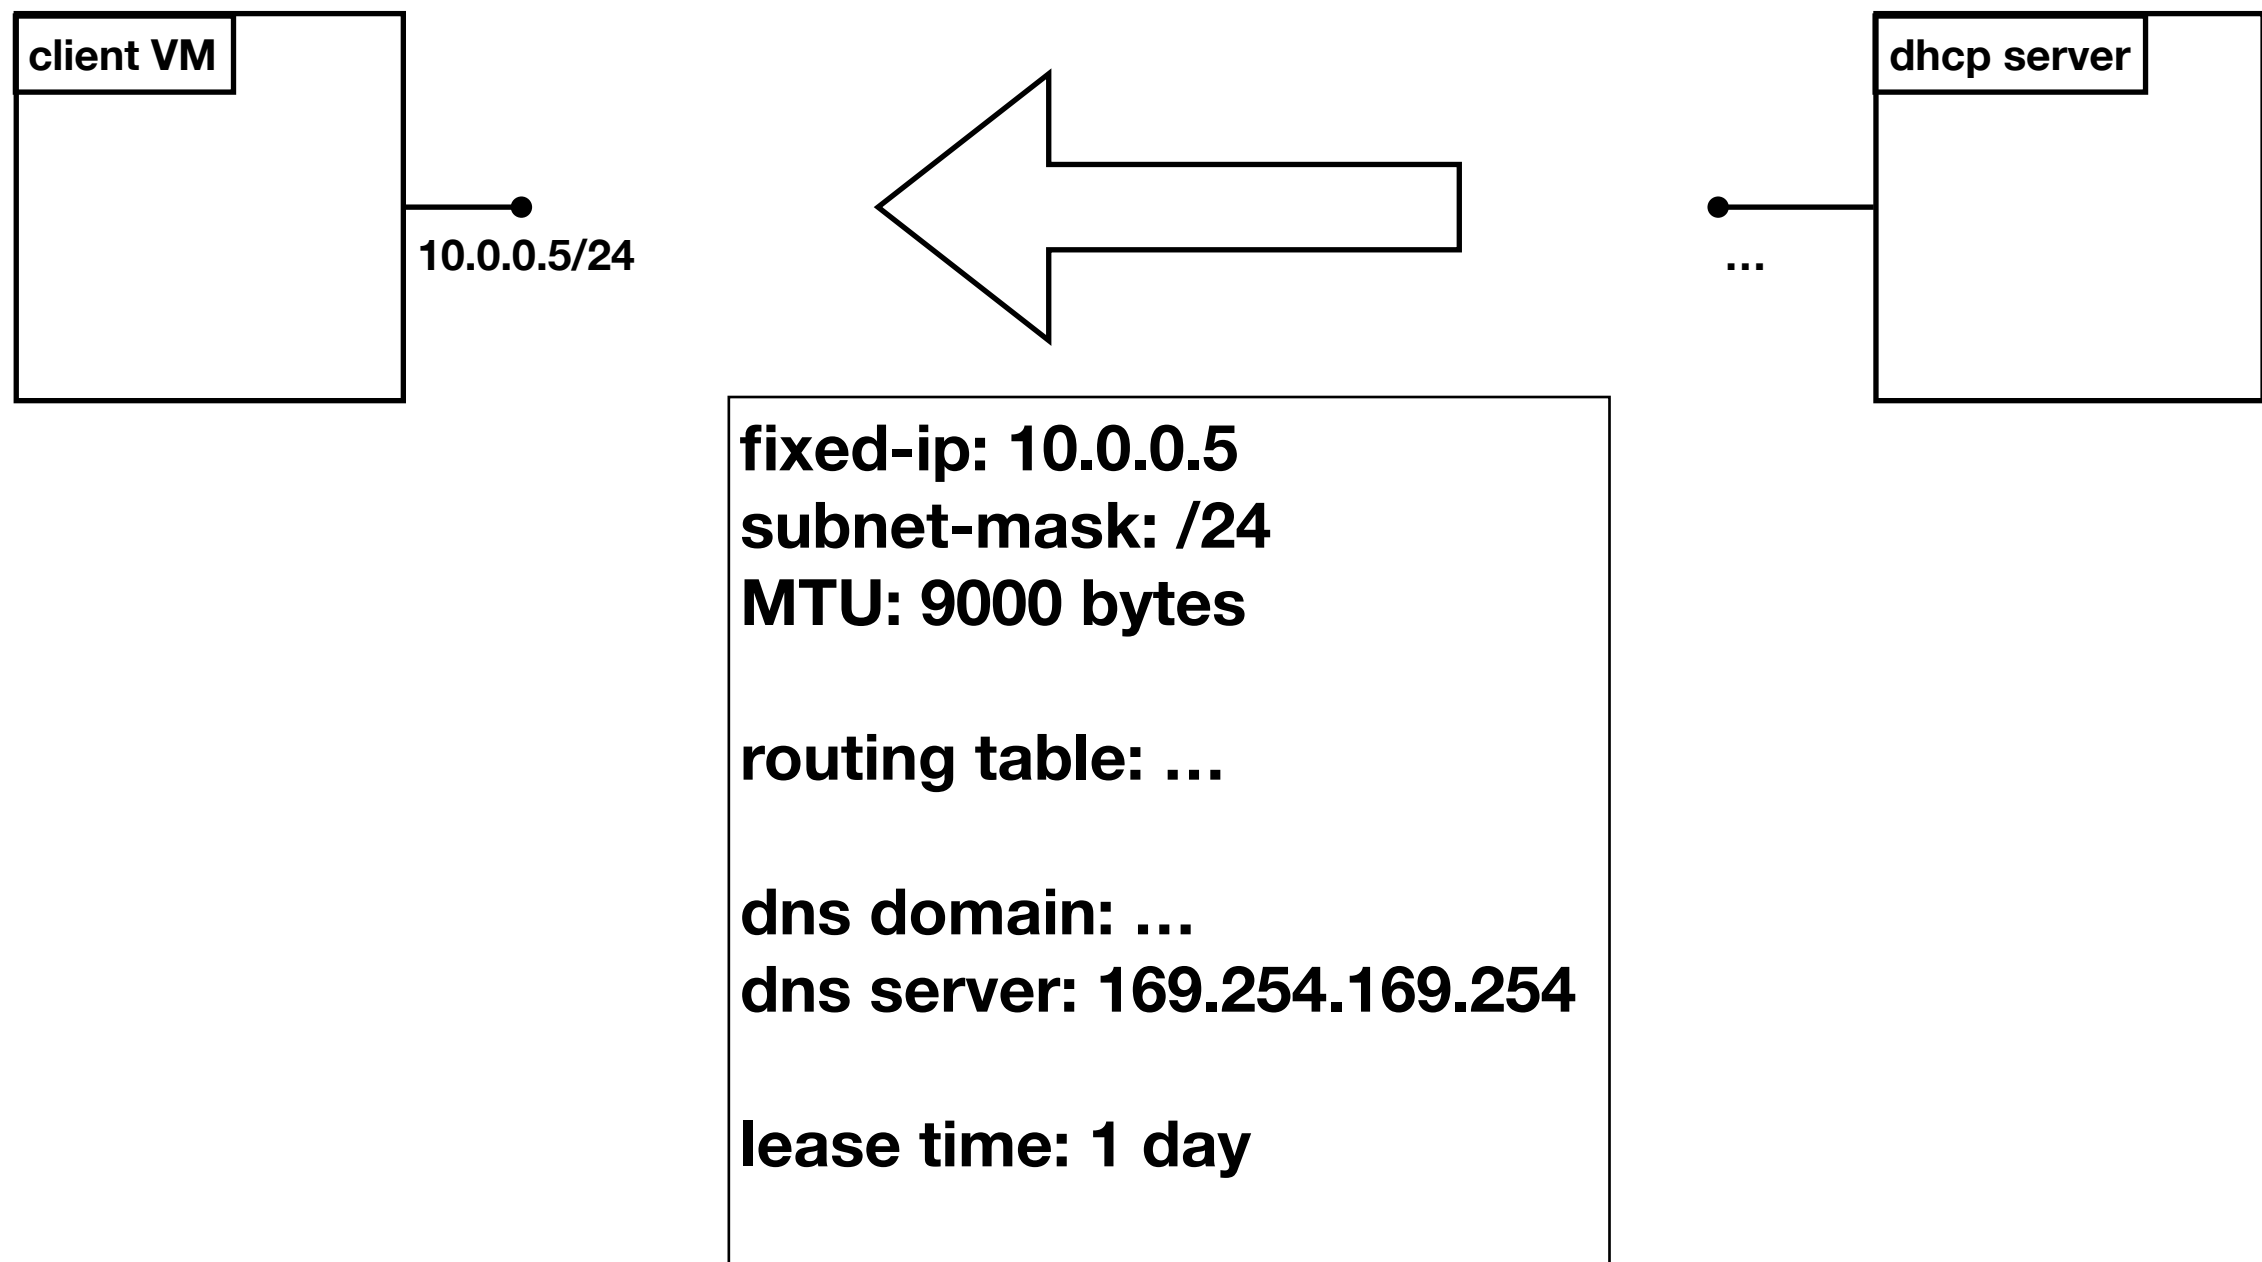 client VM
dhcp server
10.0.0.5/24
...
fixed-ip: 10.0.0.5
subnet-mask: /24
MTU: 9000 bytes
routing table: …
dns domain: …
dns server: 169.254.169.254
lease time: 1 day